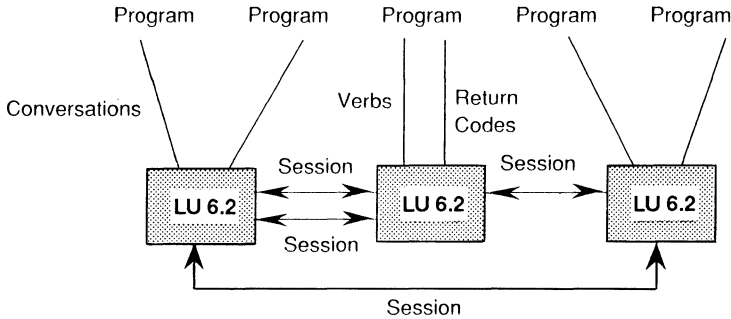 Program Program Program Program Program
Conversations
Verbs
Return
Codes
Session
Session
LU 6.2
LU 6.2
LU 6.2
Session
Session